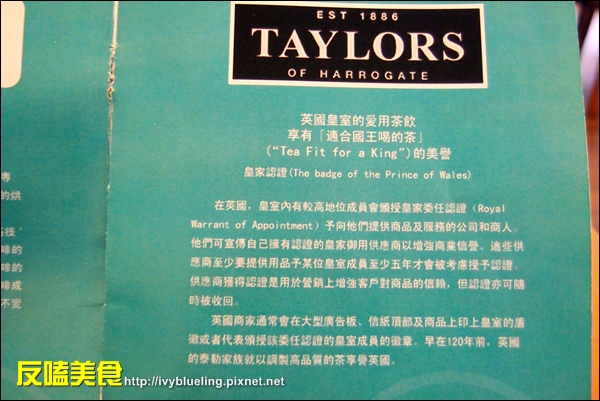 EST 1886
TAYLORS
OF HARROGATE
英國皇室的愛用茶飲
享有「適合國王喝的茶」
("Tea Fit for a King")的美譽
皇家認證(The badge of the Prince of Wales)
在英國,皇室內有較高地位成員會頒授皇家委任認證(Royal
Warrant of Appointment)予向他們提供商品及服務的公司和商人。
他們可宣傳自己擁有認證的皇家御用供應商以增強商業信譽。這些供
應商至少要提供用品予某位皇室成員至少五年才會被考慮授予認證。
供應商獲得認證是用於營銷上增強客戶對商品的信賴,但認證亦可隨
時被收回。
英國商家通常會在大型廣告板、信紙頂部及商品上印上皇室的盾
徽或者代表頒授該委任認證的皇室成員的徽章。早在120年前,英國
的泰勒家族就以調製高品質的茶享譽英國。
專
的烘
技、
啡的
啡的
啡成
不變
反嗑美食 http://ivyblueling.pixnet.net